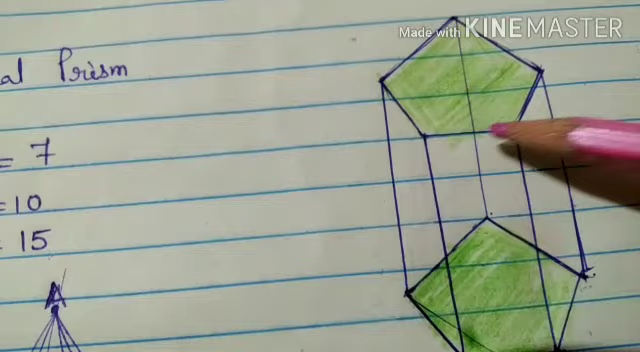 Made with KINEMASTER
al Prism
= 7
=10
= 15
A